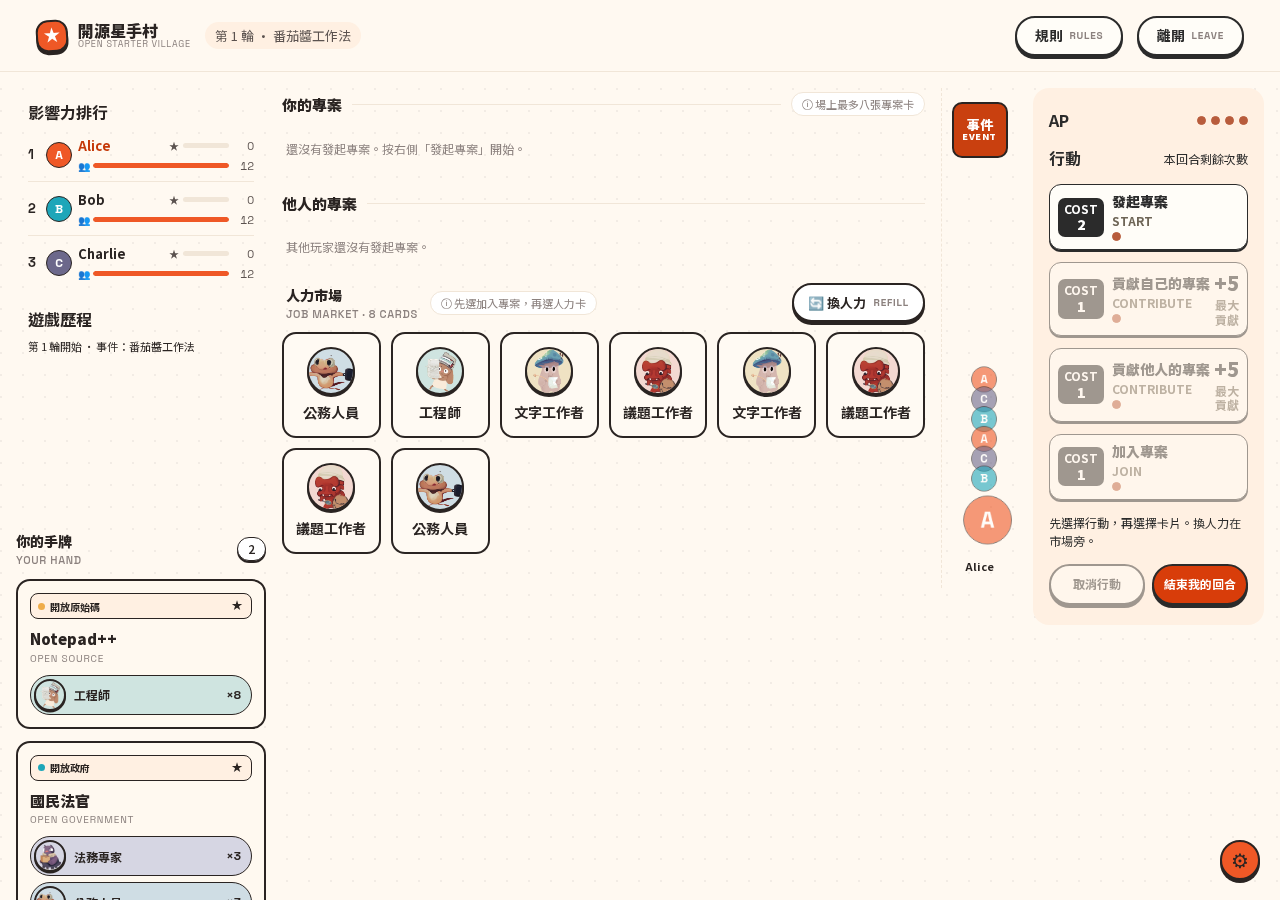 開源星手村
OPEN STARTER VILLAGE
第 1 輪 · 番茄醬工作法
規則 RULES
離開 LEAVE
影響力排行
1 A Alice ★ 0
12
2 B Bob ★ 0
12
3 C Charlie ★ 0
12
遊戲歷程
第 1 輪開始 · 事件：番茄醬工作法
你的手牌
YOUR HAND
2
開放原始碼 ★
Notepad++
OPEN SOURCE
工程師 ×8
開放政府 ★
國民法官
OPEN GOVERNMENT
法務專家 ×3
你的專案
ⓘ 場上最多八張專案卡
還沒有發起專案。按右側「發起專案」開始。
他人的專案
其他玩家還沒有發起專案。
人力市場
JOB MARKET · 8 CARDS
ⓘ 先選加入專案，再選人力卡
換人力 REFILL
公務人員
工程師
文字工作者
議題工作者
文字工作者
議題工作者
議題工作者
公務人員
事件
EVENT
A
C
B
A
C
B
A
Alice
AP
行動
本回合剩餘次數
COST
2
發起專案
START
COST
1
貢獻自己的專案
CONTRIBUTE
+5
最大
貢獻
COST
1
貢獻他人的專案
CONTRIBUTE
+5
最大
貢獻
COST
1
加入專案
JOIN
先選擇行動，再選擇卡片。換人力在
市場旁。
取消行動
結束我的回合